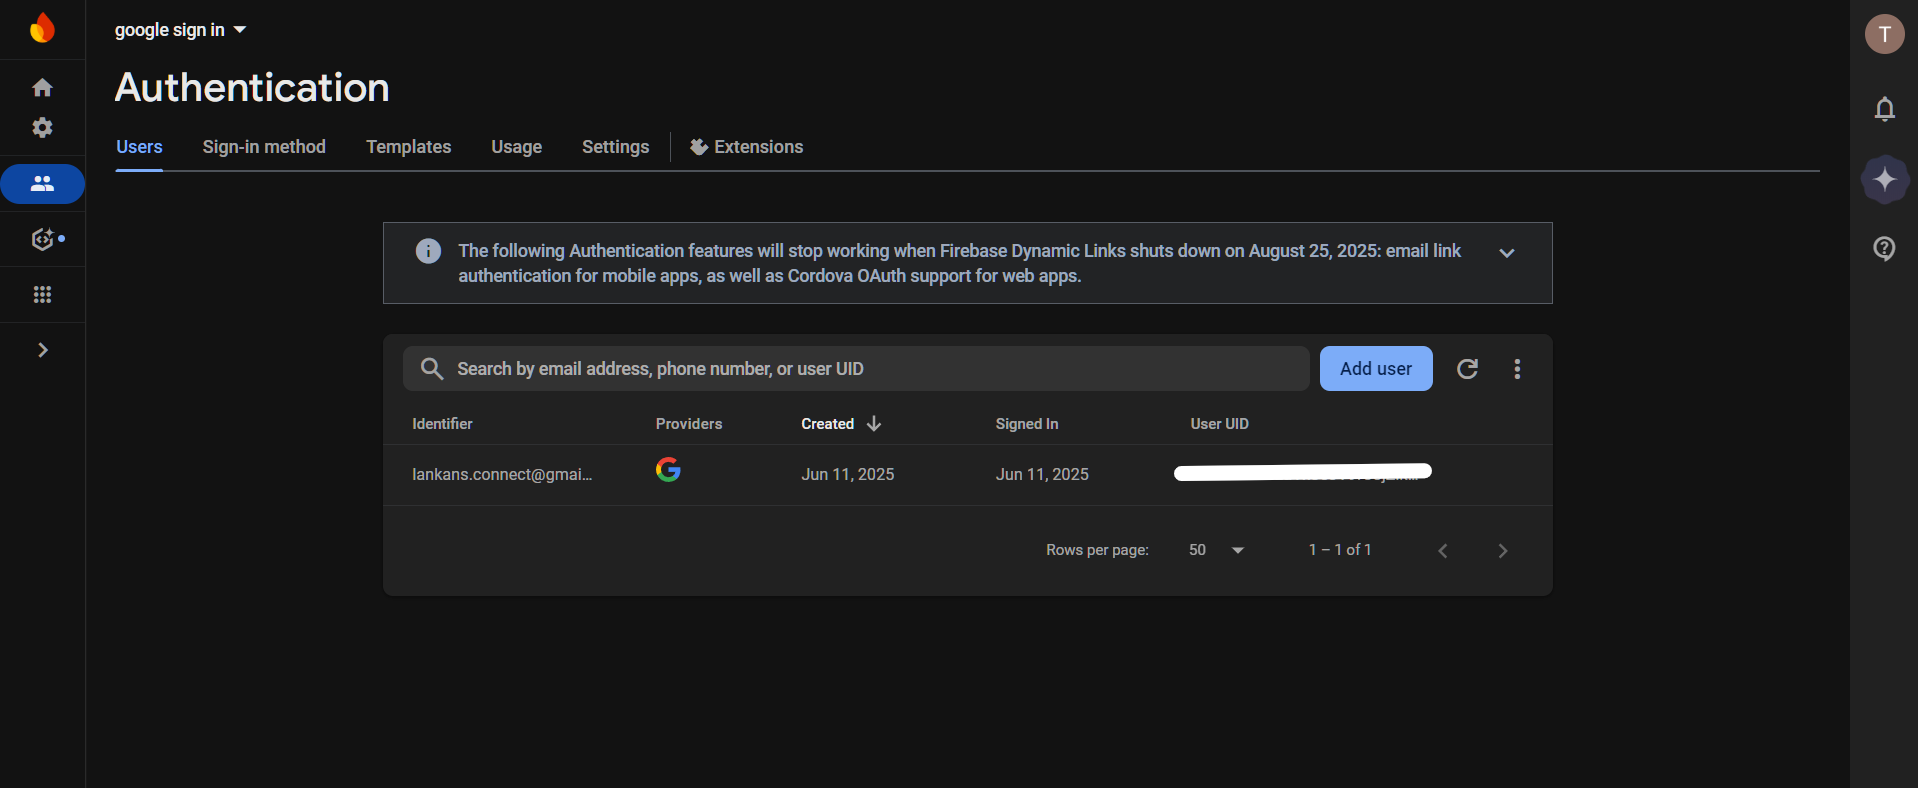 google sign in
T
Authentication
Users Sign-in method Templates Usage Settings Extensions
The following Authentication features will stop working when Firebase Dynamic Links shuts down on August 25, 2025: email link
authentication for mobile apps, as well as Cordova OAuth support for web apps.
Search by email address, phone number, or user UID
Add user
Identifier Providers Created Signed In User UID
lankans.connect@gmai... Jun 11, 2025 Jun 11, 2025
Rows per page: 50 1 – 1 of 1